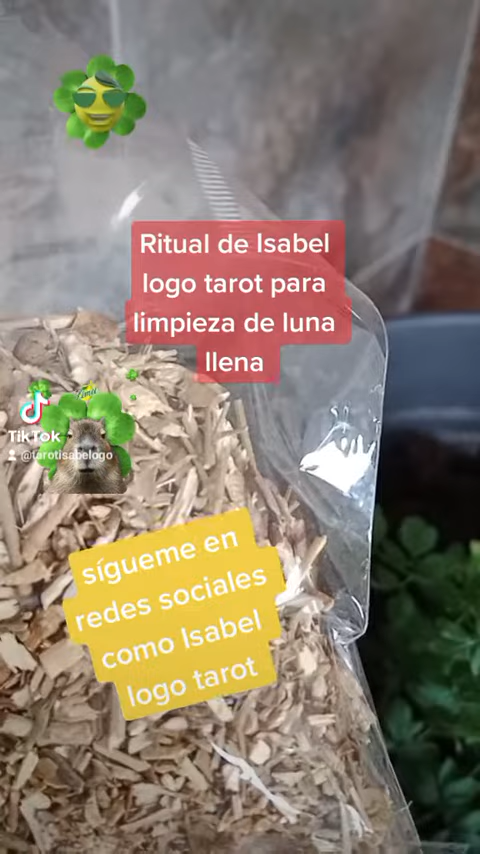 Ritual de Isabel
logo tarot para
limpieza de luna
llena
TikTok
@tarotisabelogo
sígueme en
redes sociales
como Isabel
logo tarot